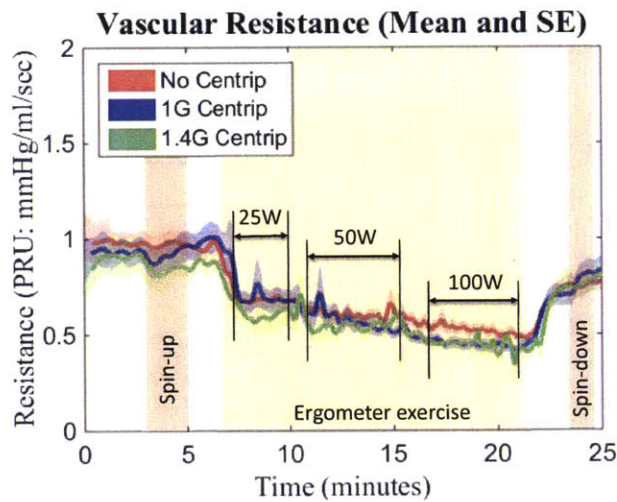 Vascular Resistance (Mean and SE)
Resistance (PRU: mmHg/ml/scc)
2
1.5
1
0.5
0
No Centrip
1G Centrip
1.4G Centrip
25W
50W
100W
Spin-up
Ergometer exercise
Spin-down
0
5
10
15
20
25
Time (minutes)